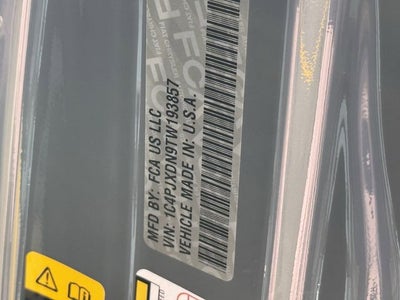 MFD BY: FCA US LLC
VIN: 1C4PJXDN9TW193857
VEHICLE MADE IN: U.S.A.